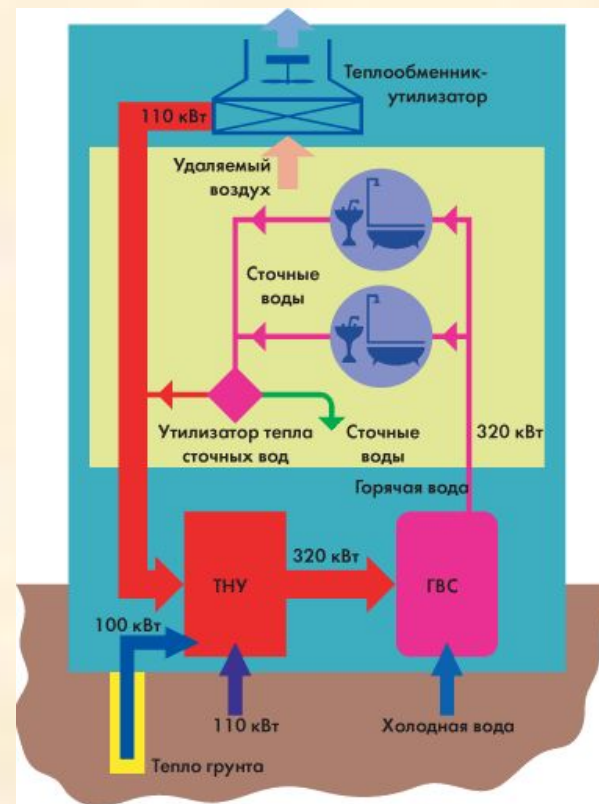 Теплообменник-
утилизатор
110 кВт
Удаляемый
воздух
Сточные
воды
Утилизатор тепла
сточных вод
Сточные
воды
320 кВт
Горячая вода
320 кВт
ТНУ
ГВС
100 кВт
110 кВт
Холодная вода
Тепло грунта